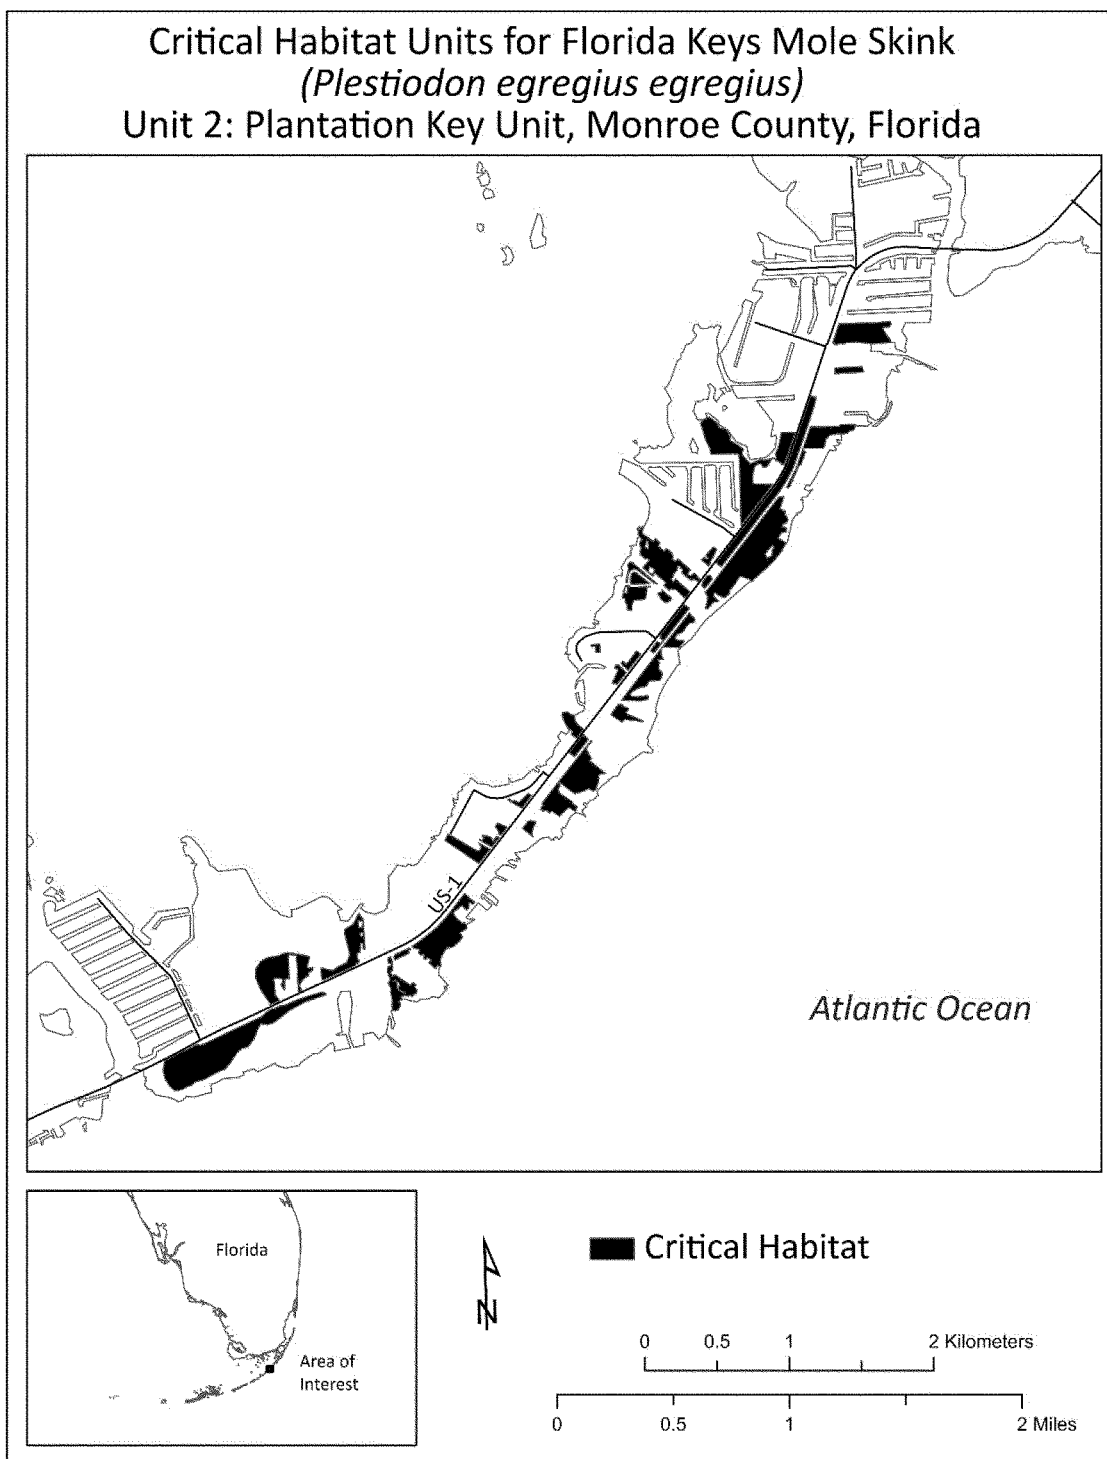 Critical Habitat Units for Florida Keys Mole Skink
(Plestiodon egregius egregius)
Unit 2: Plantation Key Unit, Monroe County, Florida
US-1
Atlantic Ocean
Florida
Area of
Interest
N
Critical Habitat
0 0.5 1 2 Kilometers
0 0.5 1 2 Miles